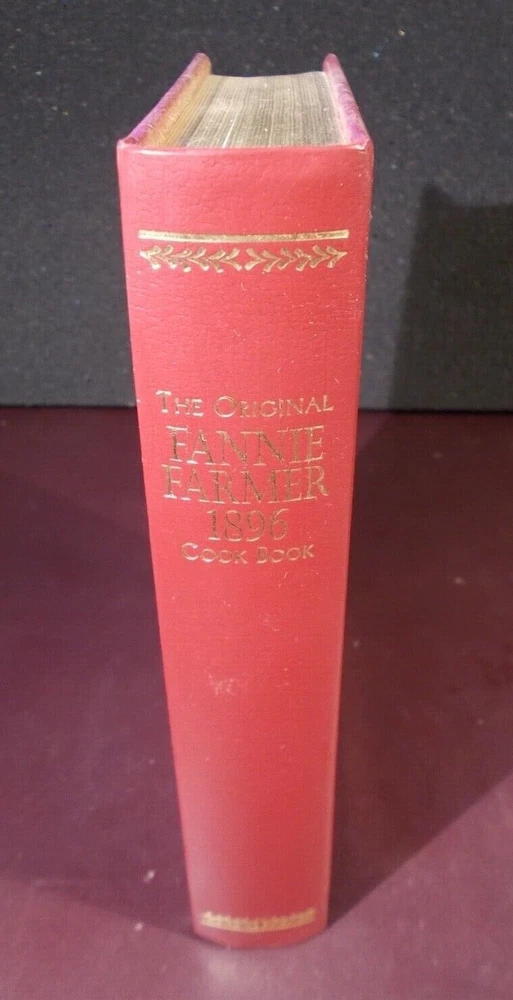 The Original
FANNIE
FARMER
1896
Cook Book